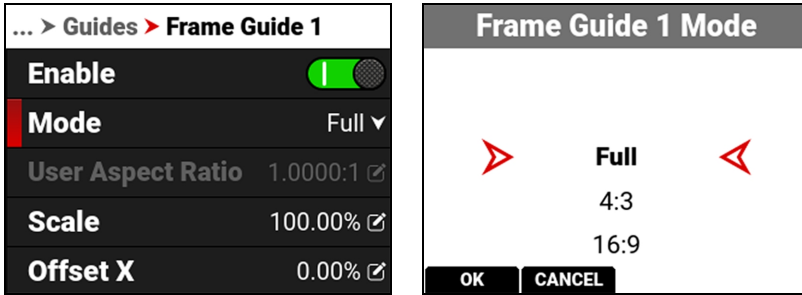 ... > Guides > Frame Guide 1
Enable
Mode Full
User Aspect Ratio 1.0000:1
Scale 100.00%
Offset X 0.00%
Frame Guide 1 Mode
Full
4:3
16:9
OK CANCEL